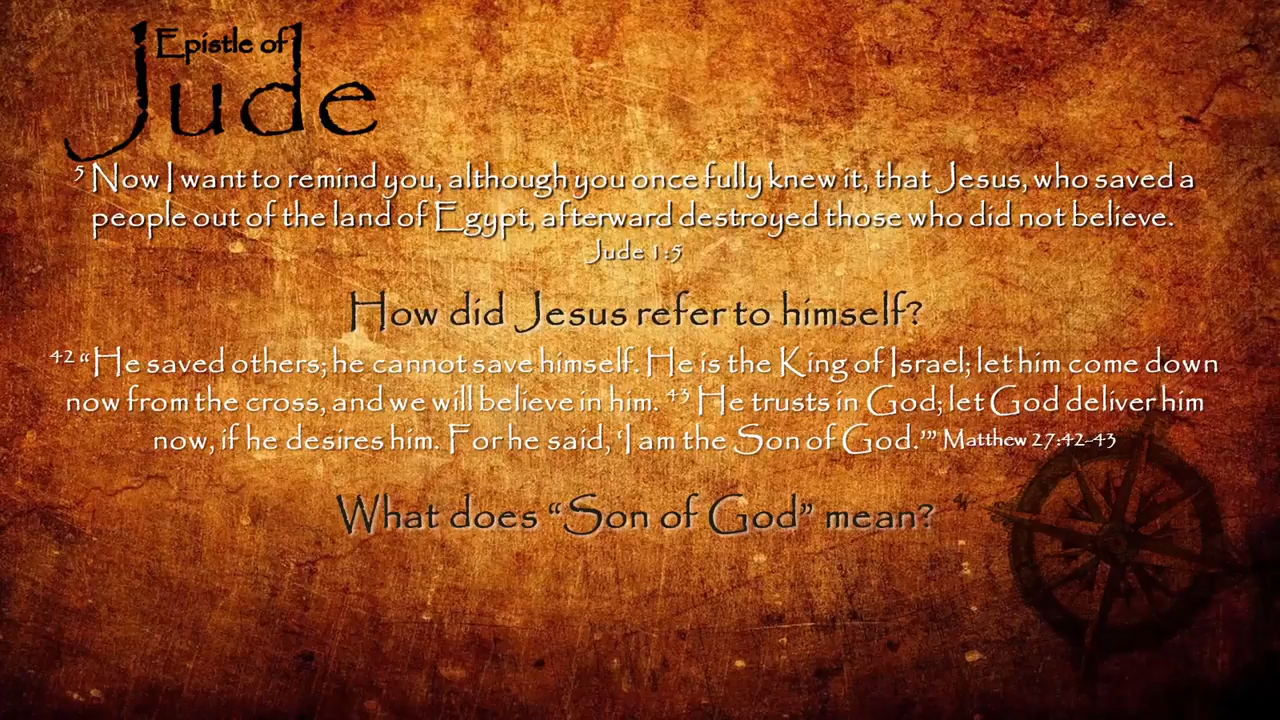 Epistle of
Jude
5 Now I want to remind you, although you once fully knew it, that Jesus, who saved a
people out of the land of Egypt, afterward destroyed those who did not believe.
Jude 1:5
How did Jesus refer to himself?
42 “He saved others; he cannot save himself. He is the King of Israel; let him come down
now from the cross, and we will believe in him. 43 He trusts in God; let God deliver him
now, if he desires him. For he said, ‘I am the Son of God.’” Matthew 27:42-43
What does “Son of God” mean?